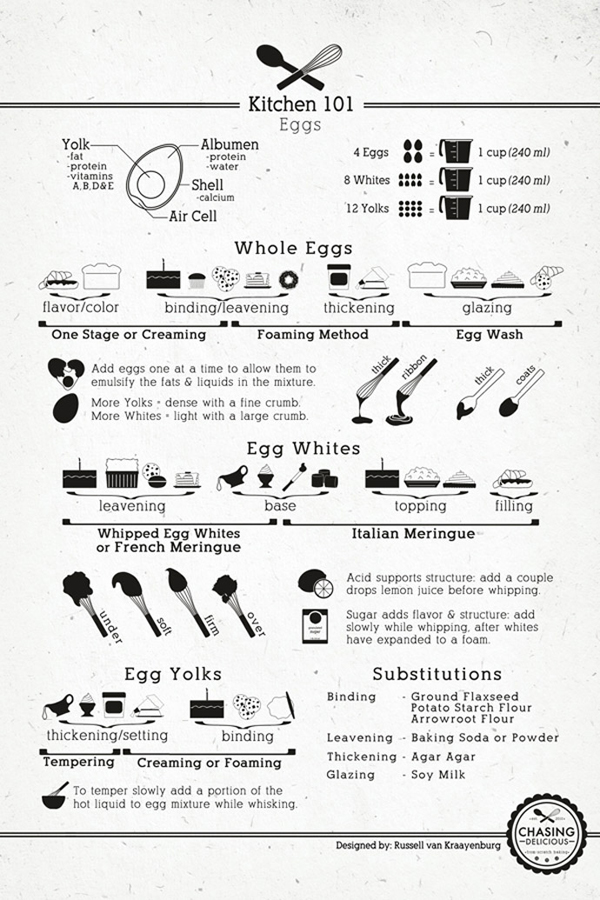 Kitchen 101
Eggs
Yolk
-fat
-protein
-vitamins
A,B,D&E
Albumen
-protein
-water
Shell
-calcium
Air Cell
4 Eggs = 1 cup (240 ml)
8 Whites = 1 cup (240 ml)
12 Yolks = 1 cup (240 ml)
Whole Eggs
flavor/color
binding/leavening
thickening
glazing
One Stage or Creaming
Foaming Method
Egg Wash
Add eggs one at a time to allow them to
emulsify the fats & liquids in the mixture.
More Yolks = dense with a fine crumb.
More Whites = light with a large crumb.
thick
ribbon
thick
coats
Egg Whites
leavening
base
topping
filling
Whipped Egg Whites
or French Meringue
Italian Meringue
under
soft
firm
over
Acid supports structure: add a couple
drops lemon juice before whipping.
Sugar adds flavor & structure: add
slowly while whipping, after whites
have expanded to a foam.
Egg Yolks
thickening/setting
binding
Tempering
Creaming or Foaming
To temper slowly add a portion of the
hot liquid to egg mixture while whisking.
Substitutions
Binding - Ground Flaxseed
Potato Starch Flour
Arrowroot Flour
Leavening - Baking Soda or Powder
Thickening - Agar Agar
Glazing - Soy Milk
Designed by: Russell van Kraayenburg
CHASING
-DELICIOUS-